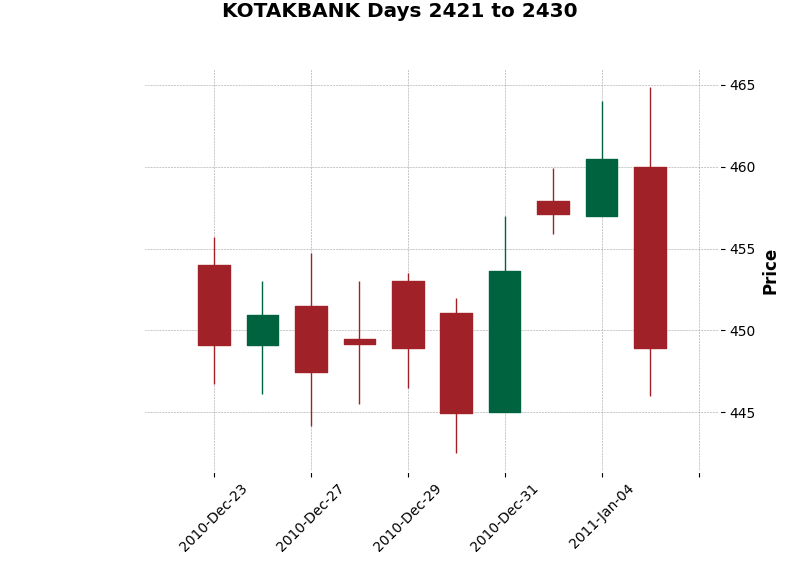 KOTAKBANK Days 2421 to 2430
465
460
455
450
445
Price
2010-Dec-23
2010-Dec-27
2010-Dec-29
2010-Dec-31
2011-Jan-04